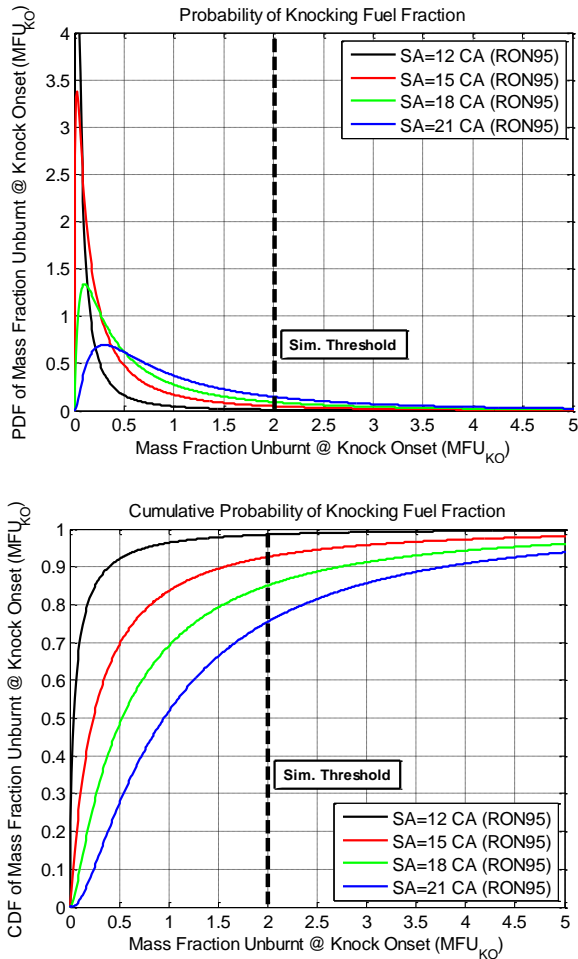 Probability of Knocking Fuel Fraction
PDF of Mass Fraction Unburnt @ Knock Onset (MFU_KO)
4
3.5
3
2.5
2
1.5
1
0.5
0
SA=12 CA (RON95)
SA=15 CA (RON95)
SA=18 CA (RON95)
SA=21 CA (RON95)
Sim. Threshold
0 0.5 1 1.5 2 2.5 3 3.5 4 4.5 5
Mass Fraction Unburnt @ Knock Onset (MFU_KO)
Cumulative Probability of Knocking Fuel Fraction
CDF of Mass Fraction Unburnt @ Knock Onset (MFU_KO)
1
0.9
0.8
0.7
0.6
0.5
0.4
0.3
0.2
0.1
0
Sim. Threshold
SA=12 CA (RON95)
SA=15 CA (RON95)
SA=18 CA (RON95)
SA=21 CA (RON95)
0 0.5 1 1.5 2 2.5 3 3.5 4 4.5 5
Mass Fraction Unburnt @ Knock Onset (MFU_KO)